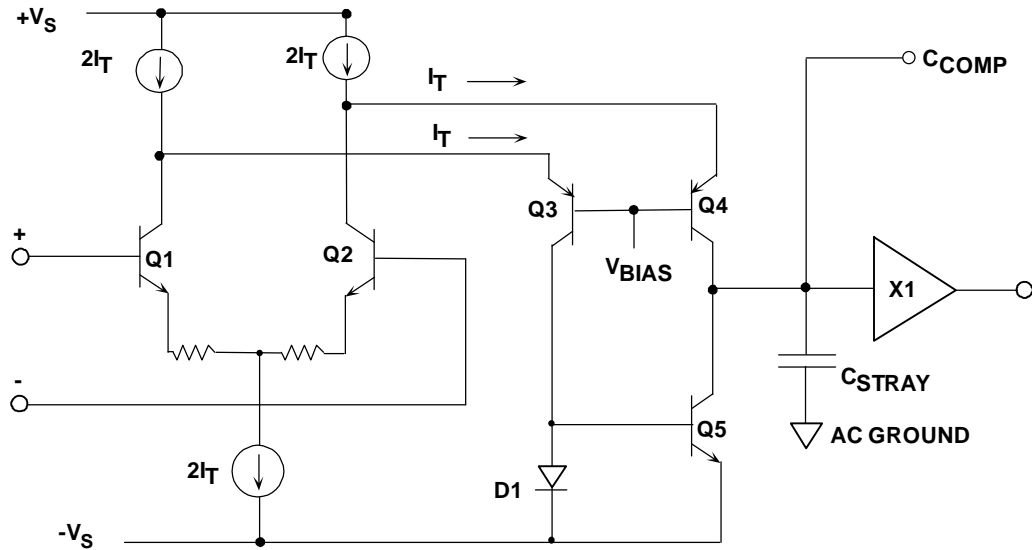 +VS
2IT
2IT
IT
CCOMP
IT
Q3
Q4
+
Q1
Q2
VBIAS
X1
CSTRAY
-
Q5
AC GROUND
2IT
D1
-VS